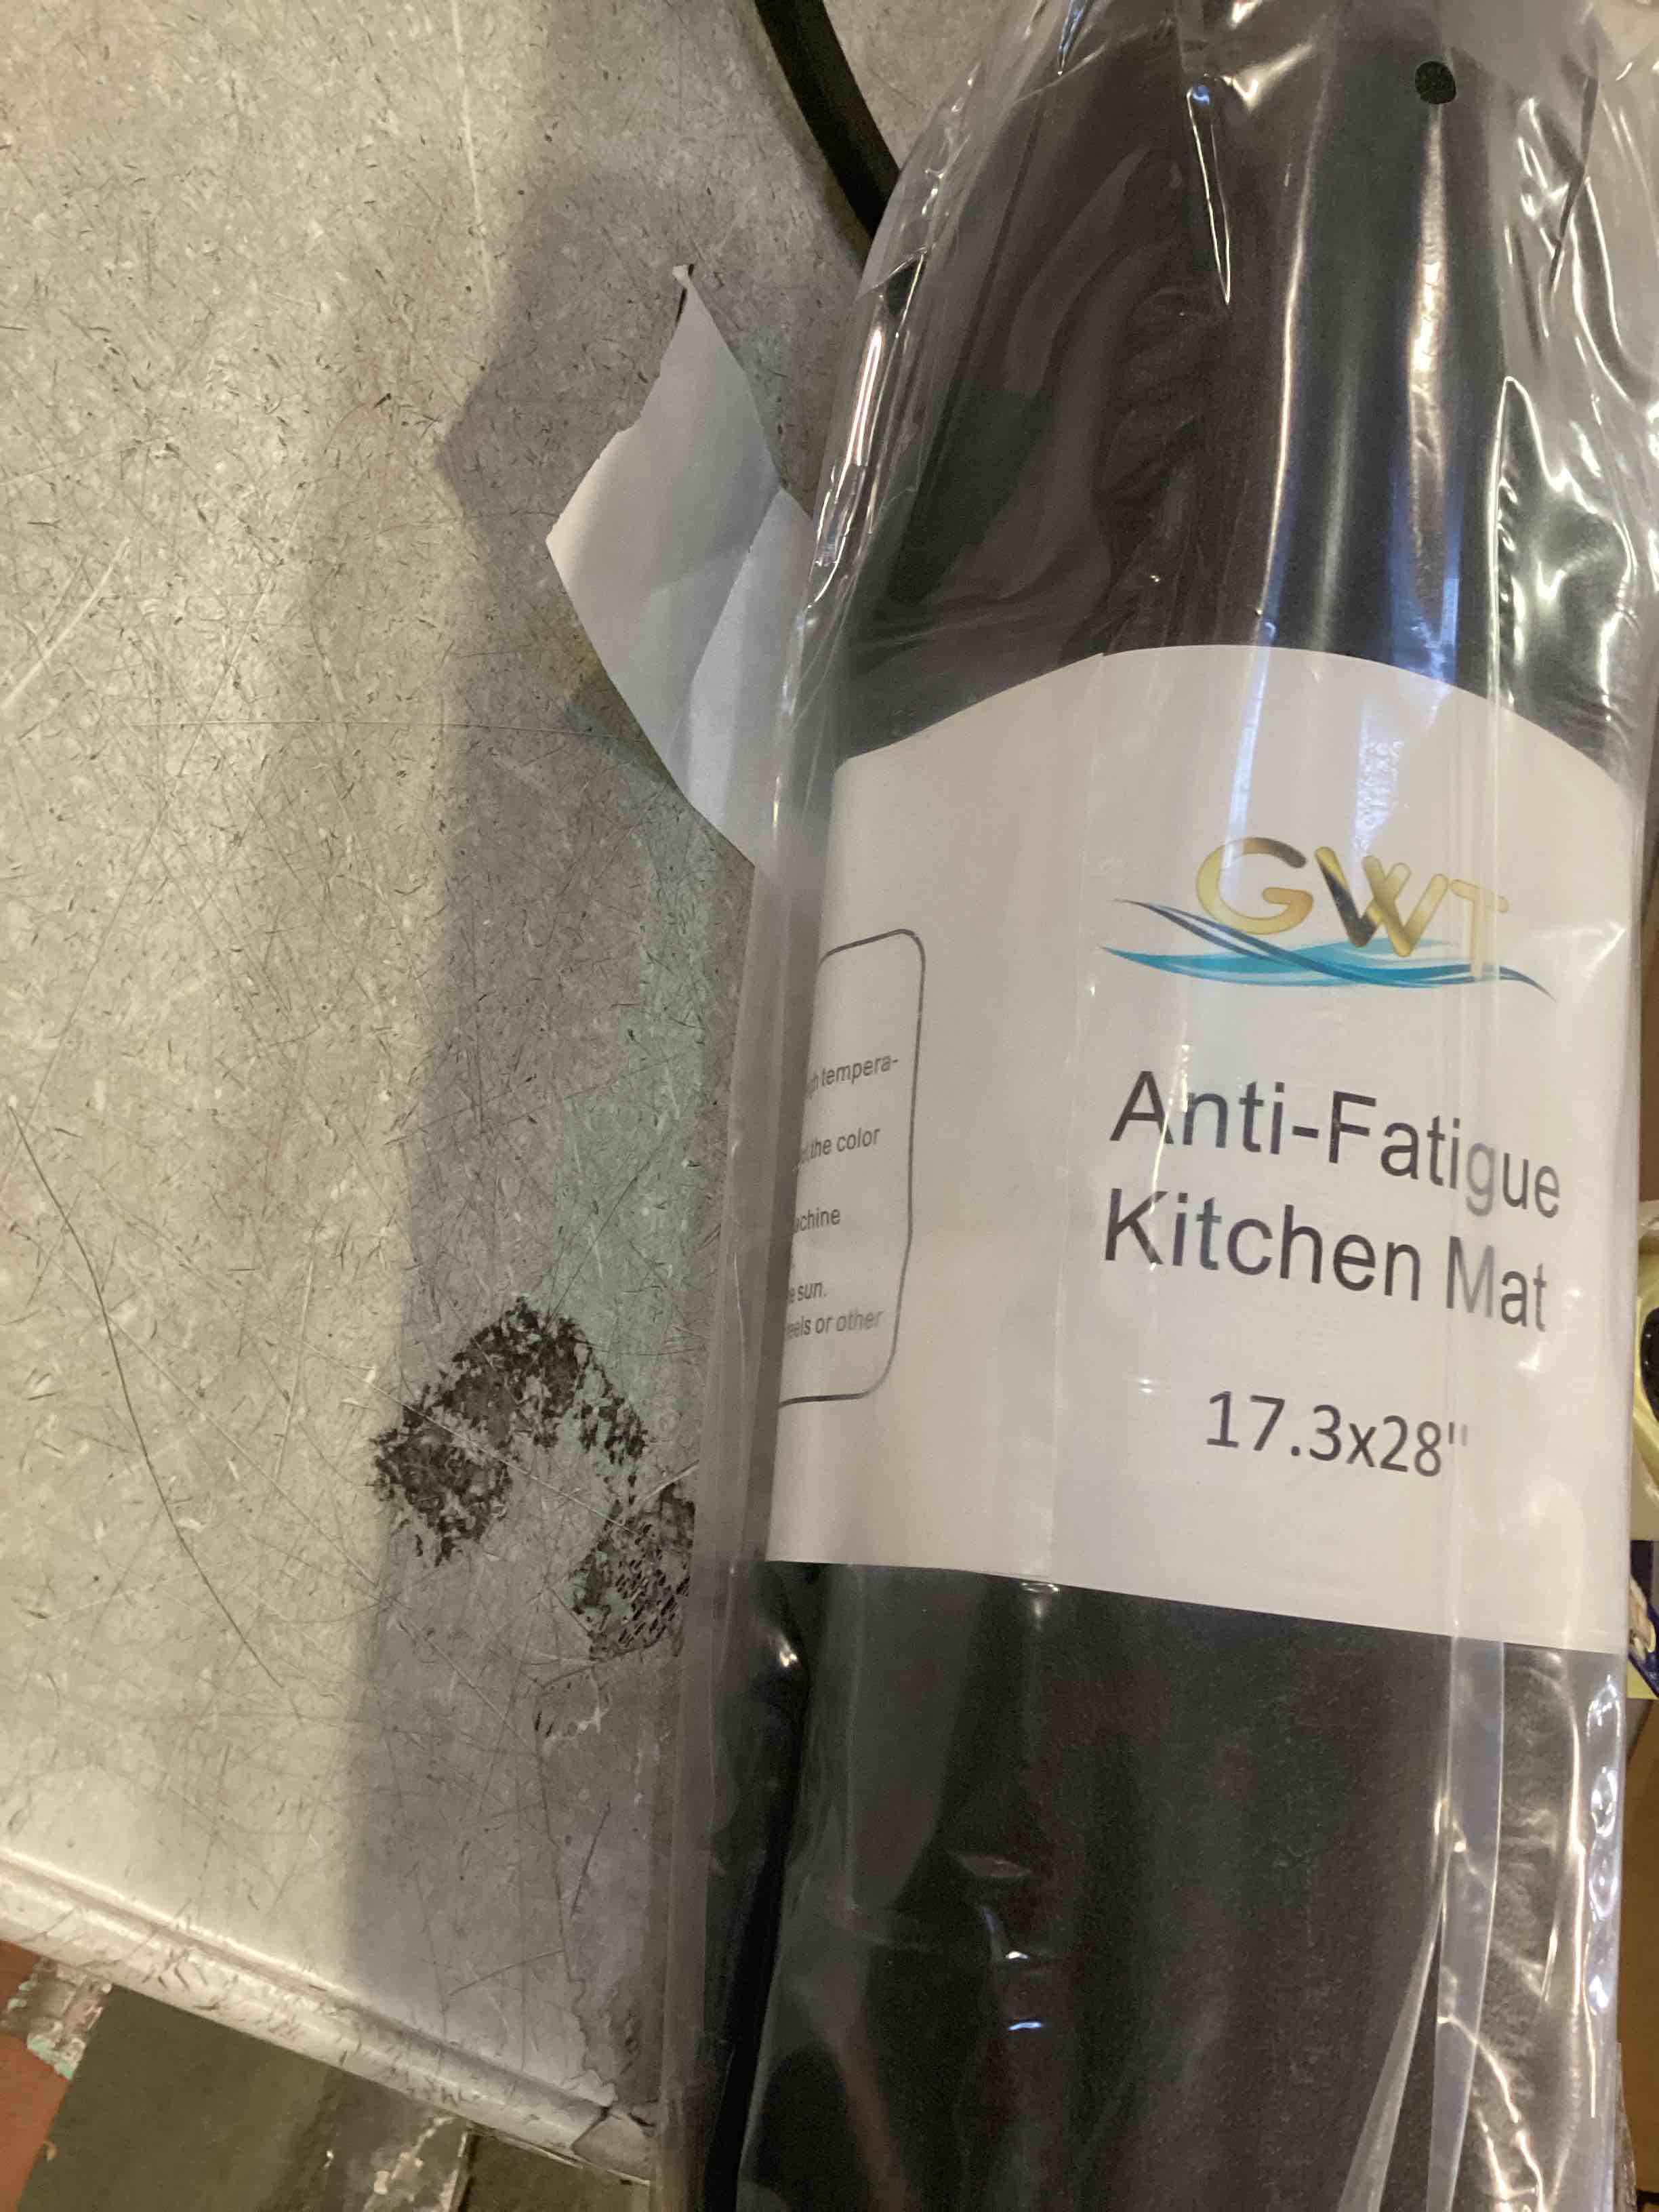 GWT
Anti-Fatigue
Kitchen Mat
17.3x28"
tempera-
the color
sun.
or other